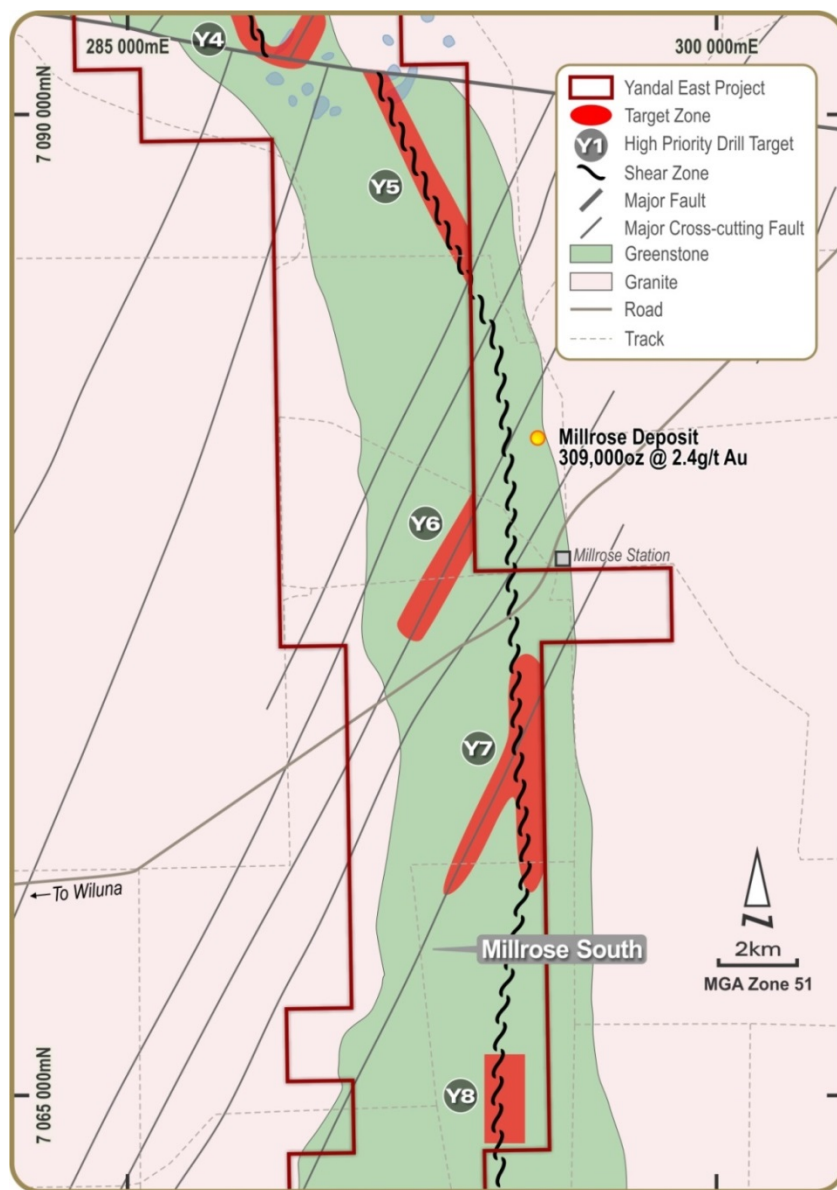 Y4
285 000mE
300 000mE
7 090 000mN
Yandal East Project
Target Zone
Y1
High Priority Drill Target
Shear Zone
Major Fault
Major Cross-cutting Fault
Greenstone
Granite
Road
Track
Y5
Millrose Deposit
309,000oz @ 2.4g/t Au
Y6
Millrose Station
Y7
To Wiluna
Millrose South
N
2km
MGA Zone 51
7 065 000mN
Y8